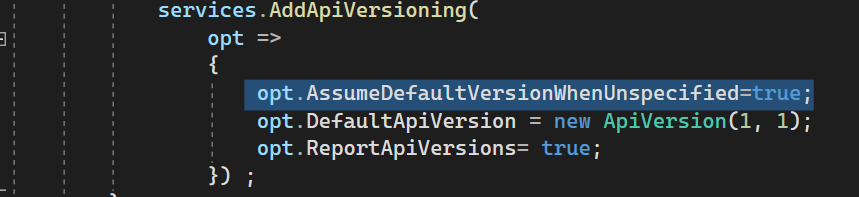 services.AddApiVersioning(
opt =>
{
opt.AssumeDefaultVersionWhenUnspecified=true;
opt.DefaultApiVersion = new ApiVersion(1, 1);
opt.ReportApiVersions= true;
}) ;